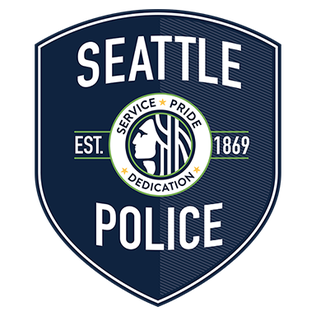 SEATTLE
SERVICE ★ PRIDE
EST. 1869
★ DEDICATION ★
POLICE